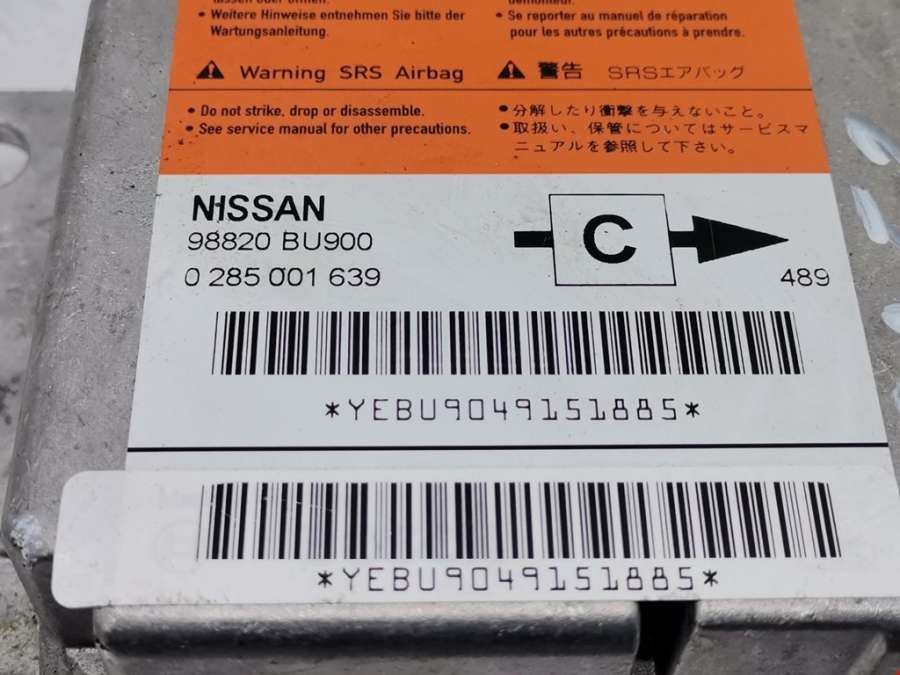 lassen oder öffnen.
• Weitere Hinweise entnehmen Sie bitte der
Wartungsanleitung.
démonter.
• Se reporter au manuel de réparation
pour les autres précautions à prendre.
Warning SRS Airbag
警告 SRSエアバッグ
• Do not strike, drop or disassemble.
• See service manual for other precautions.
•分解したり衝撃を与えないこと。
•取扱い、保管についてはサービスマ
ニュアルを参照して下さい。
NISSAN
98820 BU900
0 285 001 639
C
489
*YEBU9049151885*
*YEBU9049151885*